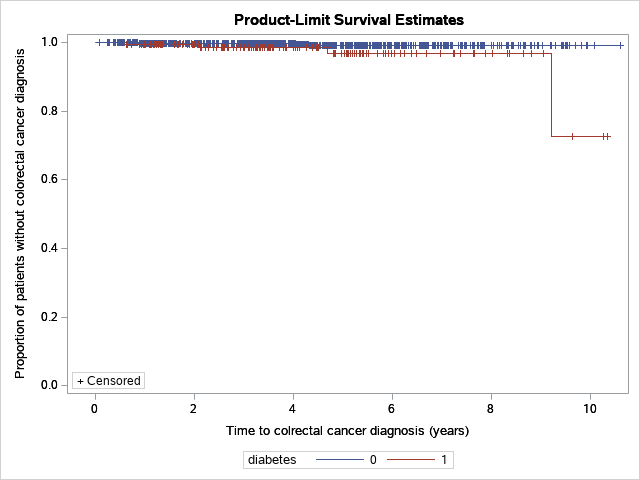 Product-Limit Survival Estimates
Proportion of patients without colorectal cancer diagnosis
1.0
0.8
0.6
0.4
0.2
0.0
+ Censored
0 2 4 6 8 10
Time to colrectal cancer diagnosis (years)
diabetes 0 1